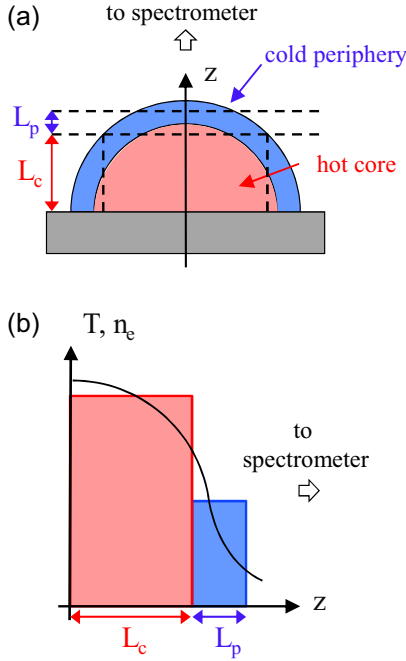 (a)
to spectrometer
z
cold periphery
Lp
Lc
hot core
(b)
T, ne
to
spectrometer
z
Lc
Lp